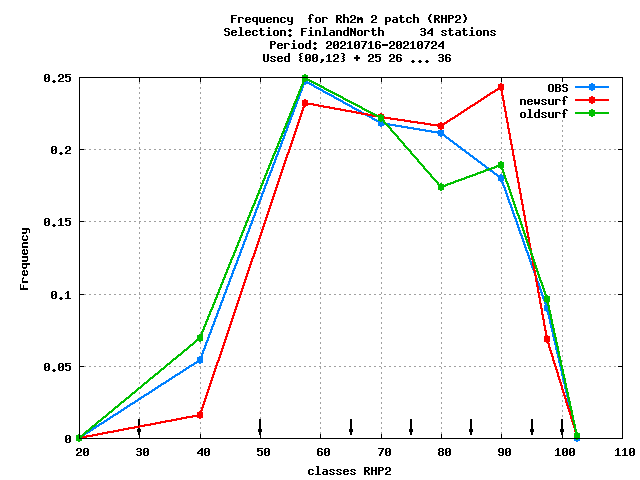 Frequency  for Rh2m 2 patch (RHP2)
Selection: FinlandNorth     34 stations
Period: 20210716-20210724
Used {00,12} + 25 26 ... 36
0.25
0.2
0.15
0.1
0.05
0
Frequency
OBS
newsurf
oldsurf
20 30 40 50 60 70 80 90 100 110
classes RHP2